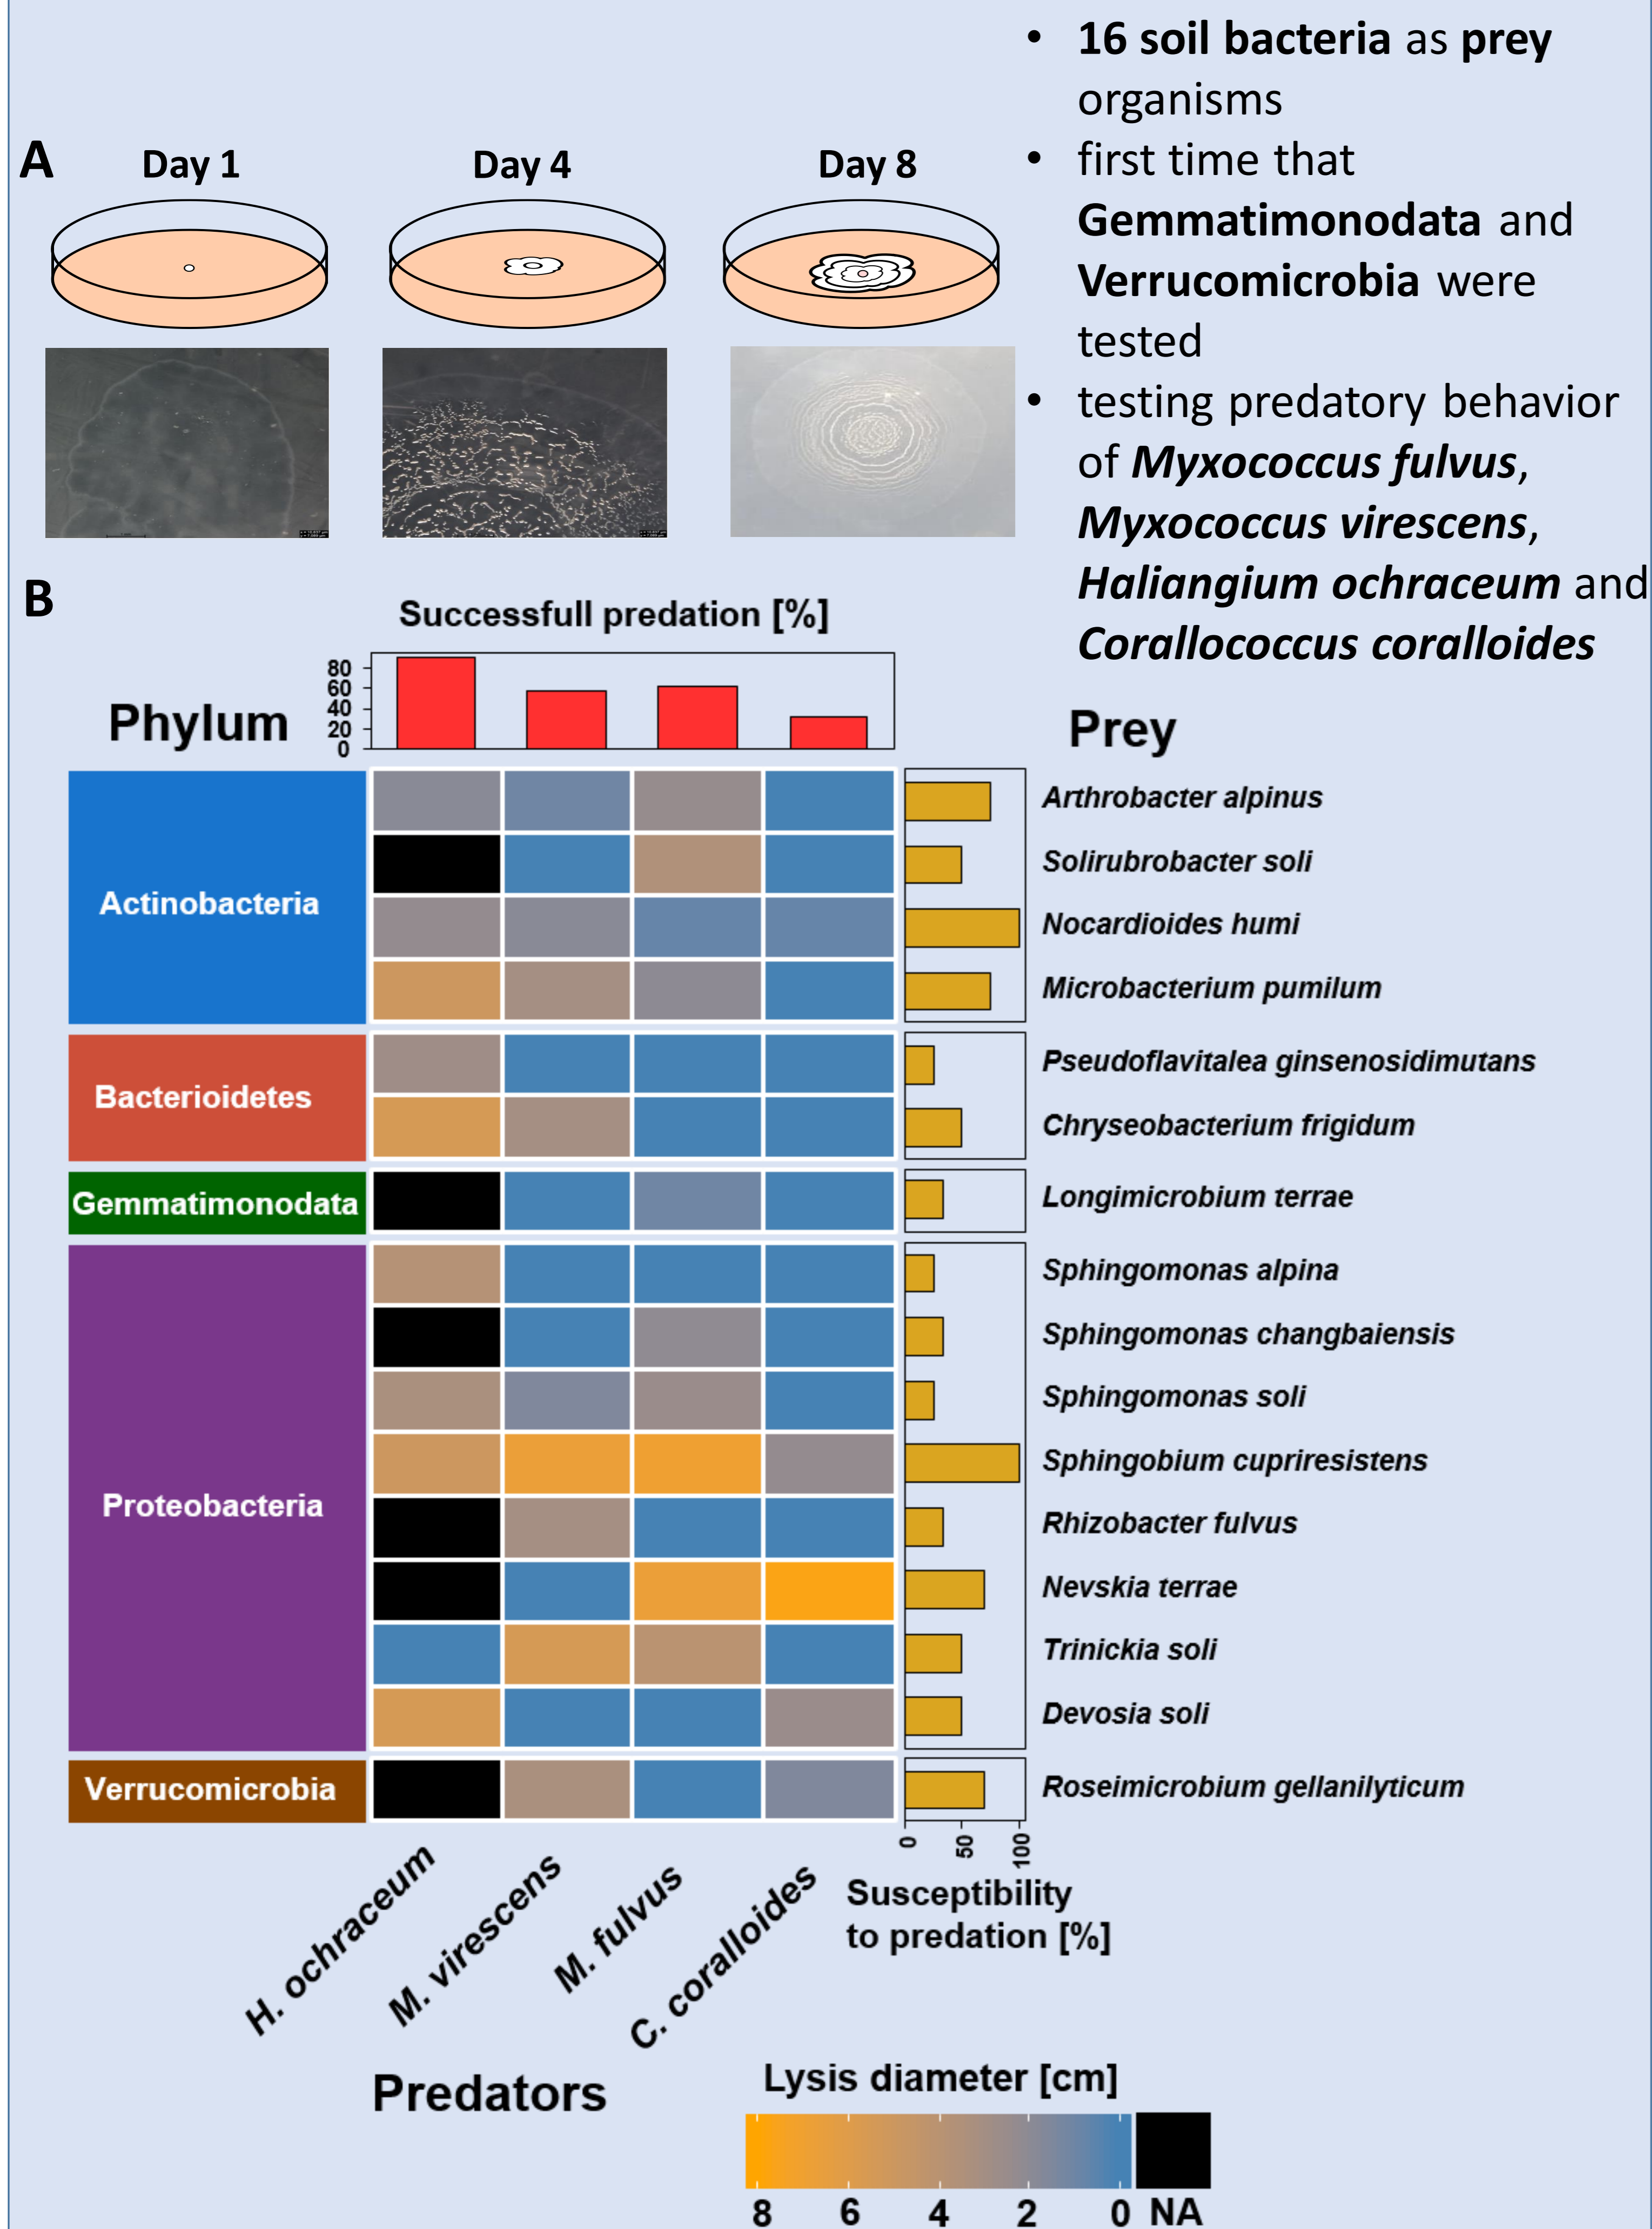 • 16 soil bacteria as prey
organisms
• first time that
Gemmatimonodata and
Verrucomicrobia were
tested
• testing predatory behavior
of Myxococcus fulvus,
Myxococcus virescens,
Haliangium ochraceum and
Corallococcus coralloides
A
Day 1 Day 4 Day 8
B
Successfull predation [%]
80
60
40
20
0
Phylum
Prey
Actinobacteria
Arthrobacter alpinus
Solirubrobacter soli
Nocardioides humi
Microbacterium pumilum
Bacterioidetes
Pseudoflavitalea ginsenosidimutans
Chryseobacterium frigidum
Gemmatimonodata
Longimicrobium terrae
Proteobacteria
Sphingomonas alpina
Sphingomonas changbaiensis
Sphingomonas soli
Sphingobium cupriresistens
Rhizobacter fulvus
Nevskia terrae
Trinickia soli
Devosia soli
Verrucomicrobia
Roseimicrobium gellanilyticum
0 50 100
Susceptibility
to predation [%]
H. ochraceum
M. virescens
M. fulvus
C. coralloides
Predators
Lysis diameter [cm]
8 6 4 2 0 NA